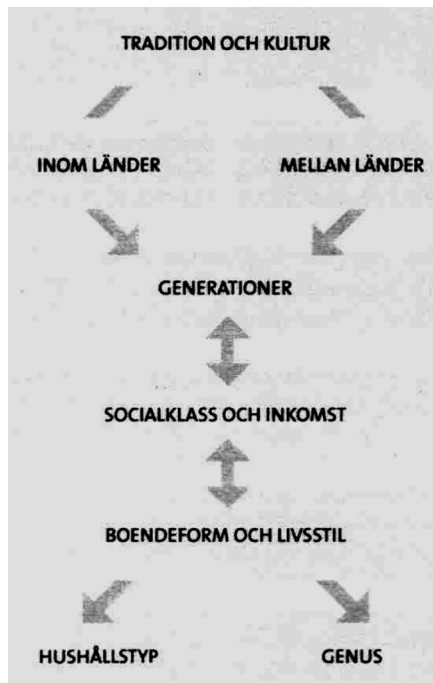 TRADITION OCH KULTUR
INOM LÄNDER
MELLAN LÄNDER
GENERATIONER
SOCIALKLASS OCH INKOMST
BOENDEFORM OCH LIVSSTIL
HUSHÅLLSTYP
GENUS